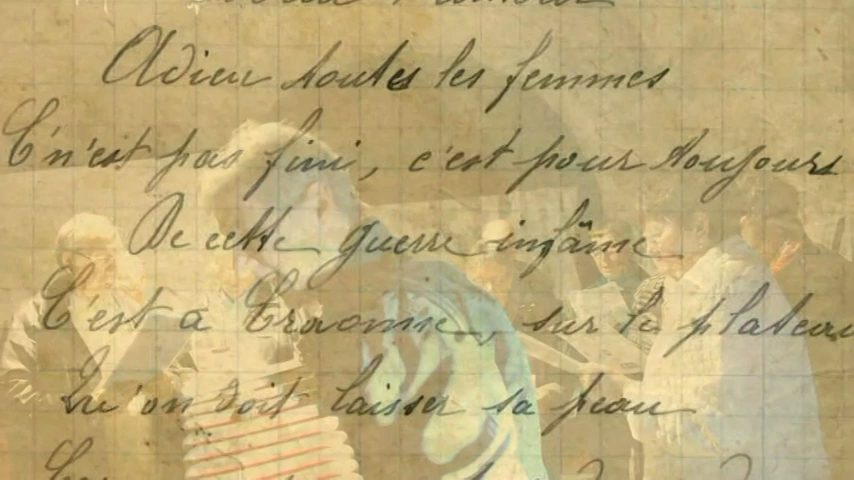 Adieu toutes les femmes
C'n'est pas fini, c'est pour toujours
De cette guerre infâme
C'est à Craonne, sur le plateau
Qu'on doit laisser sa peau